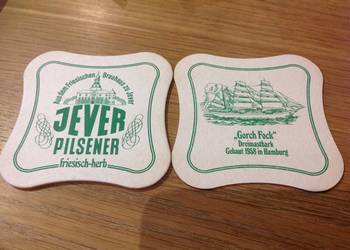 Aus dem Friesischen Brauhaus zu Jever
JEVER
PILSENER
friesisch-herb
„Gorch Fock"
Dreimastbark
Gebaut 1958 in Hamburg